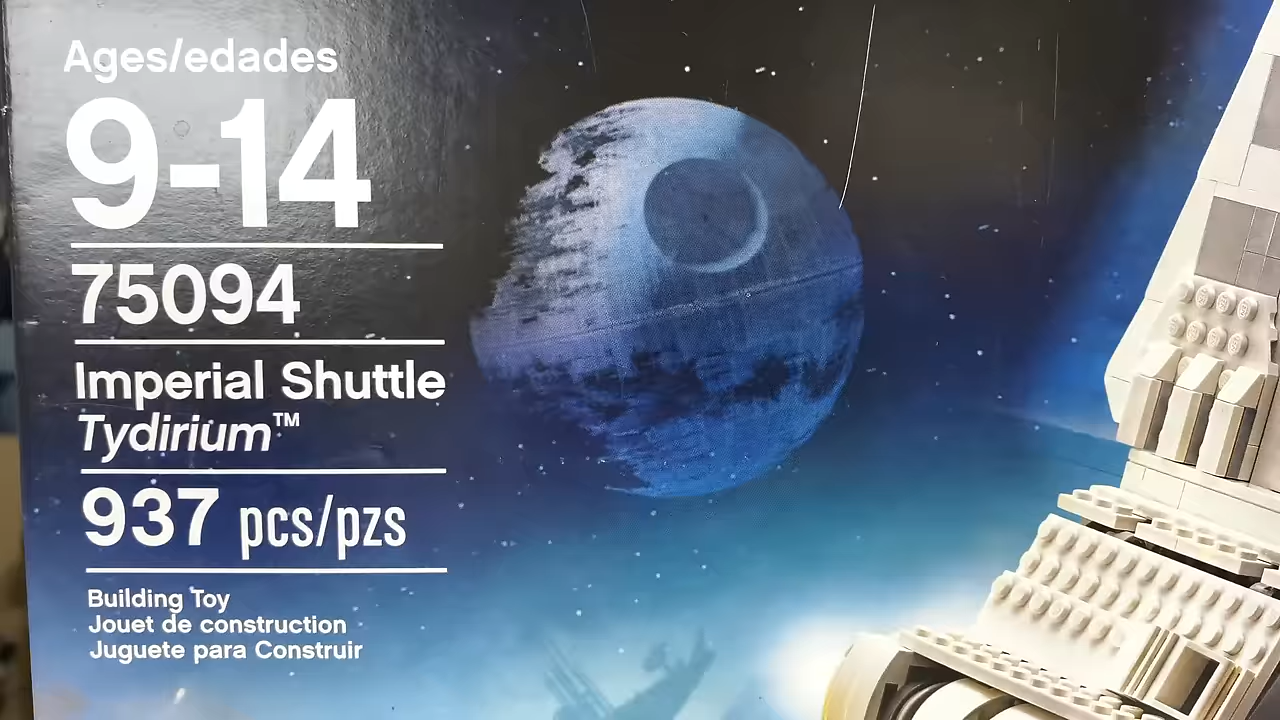 Ages/edades
9-14
75094
Imperial Shuttle
Tydirium™
937 pcs/pzs
Building Toy
Jouet de construction
Juguete para Construir